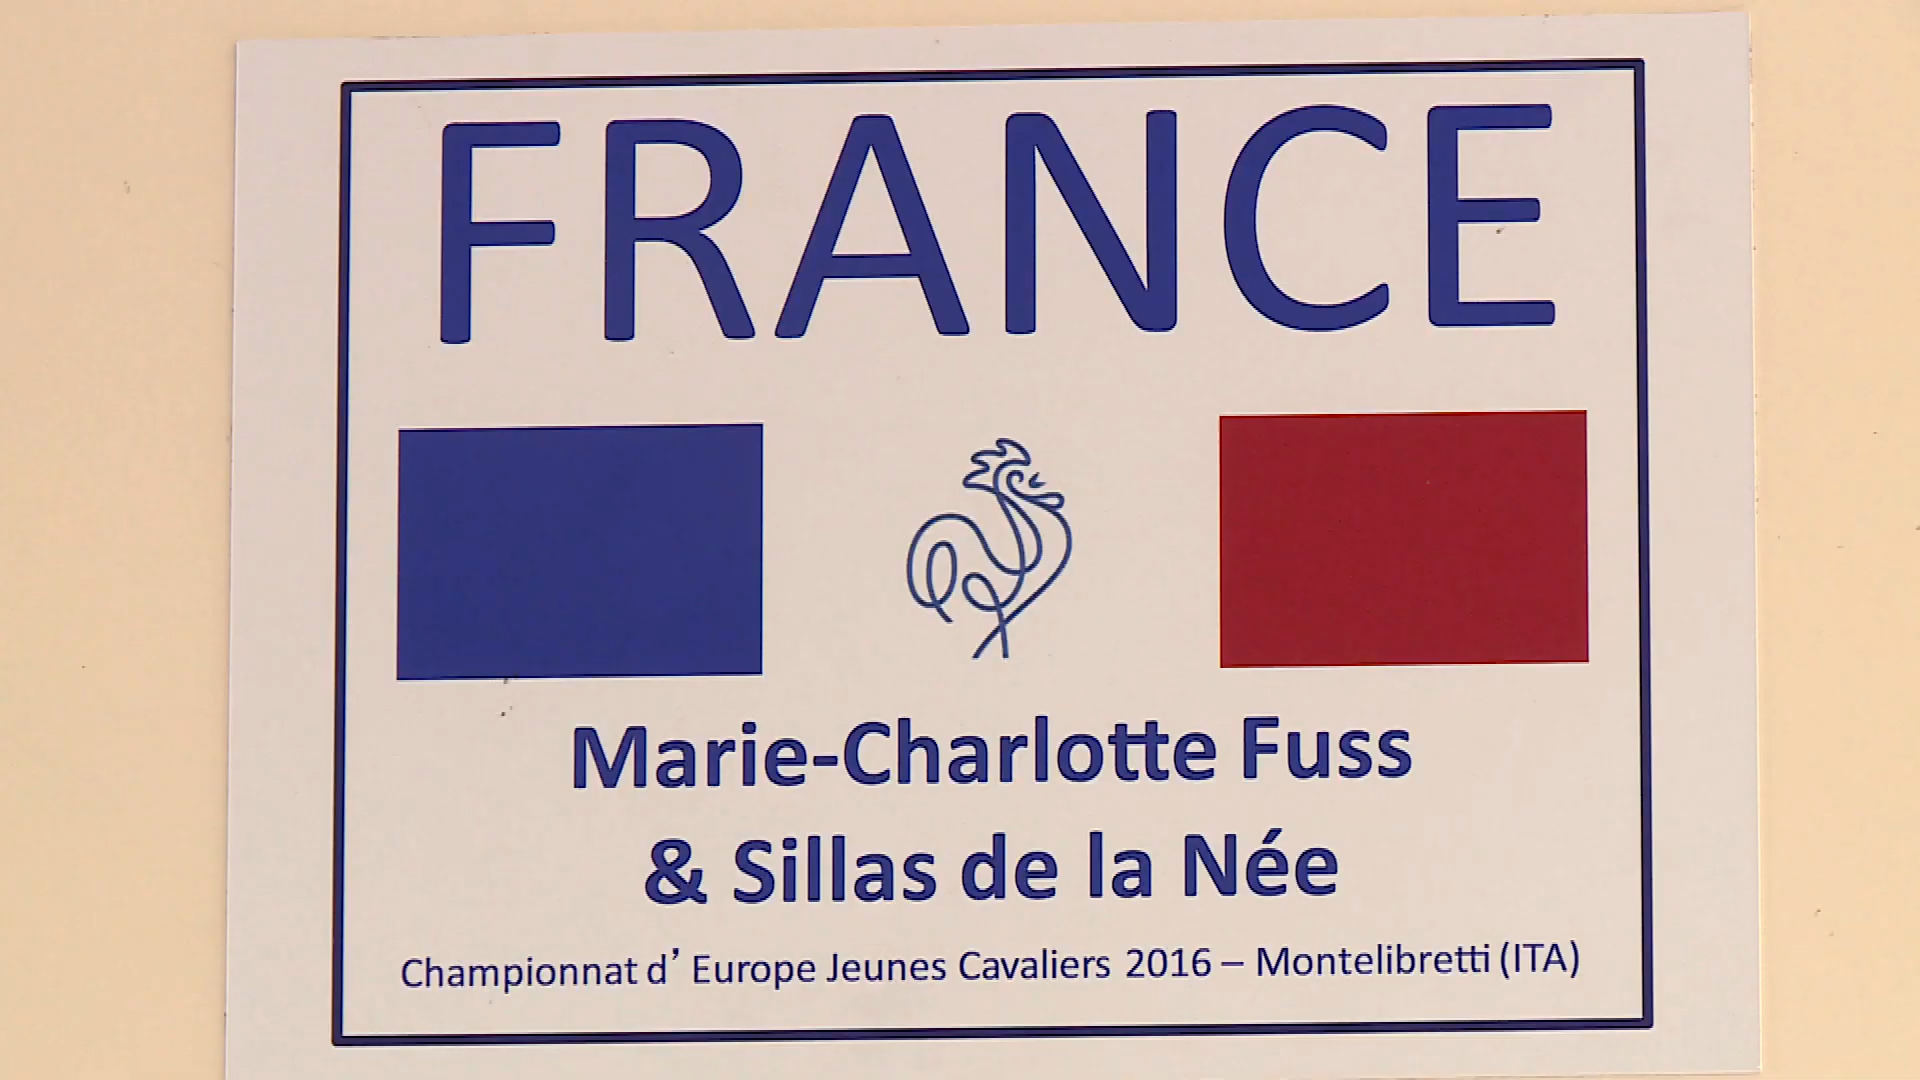 FRANCE
Marie-Charlotte Fuss
& Sillas de la Née
Championnat d’ Europe Jeunes Cavaliers 2016 – Montelibretti (ITA)